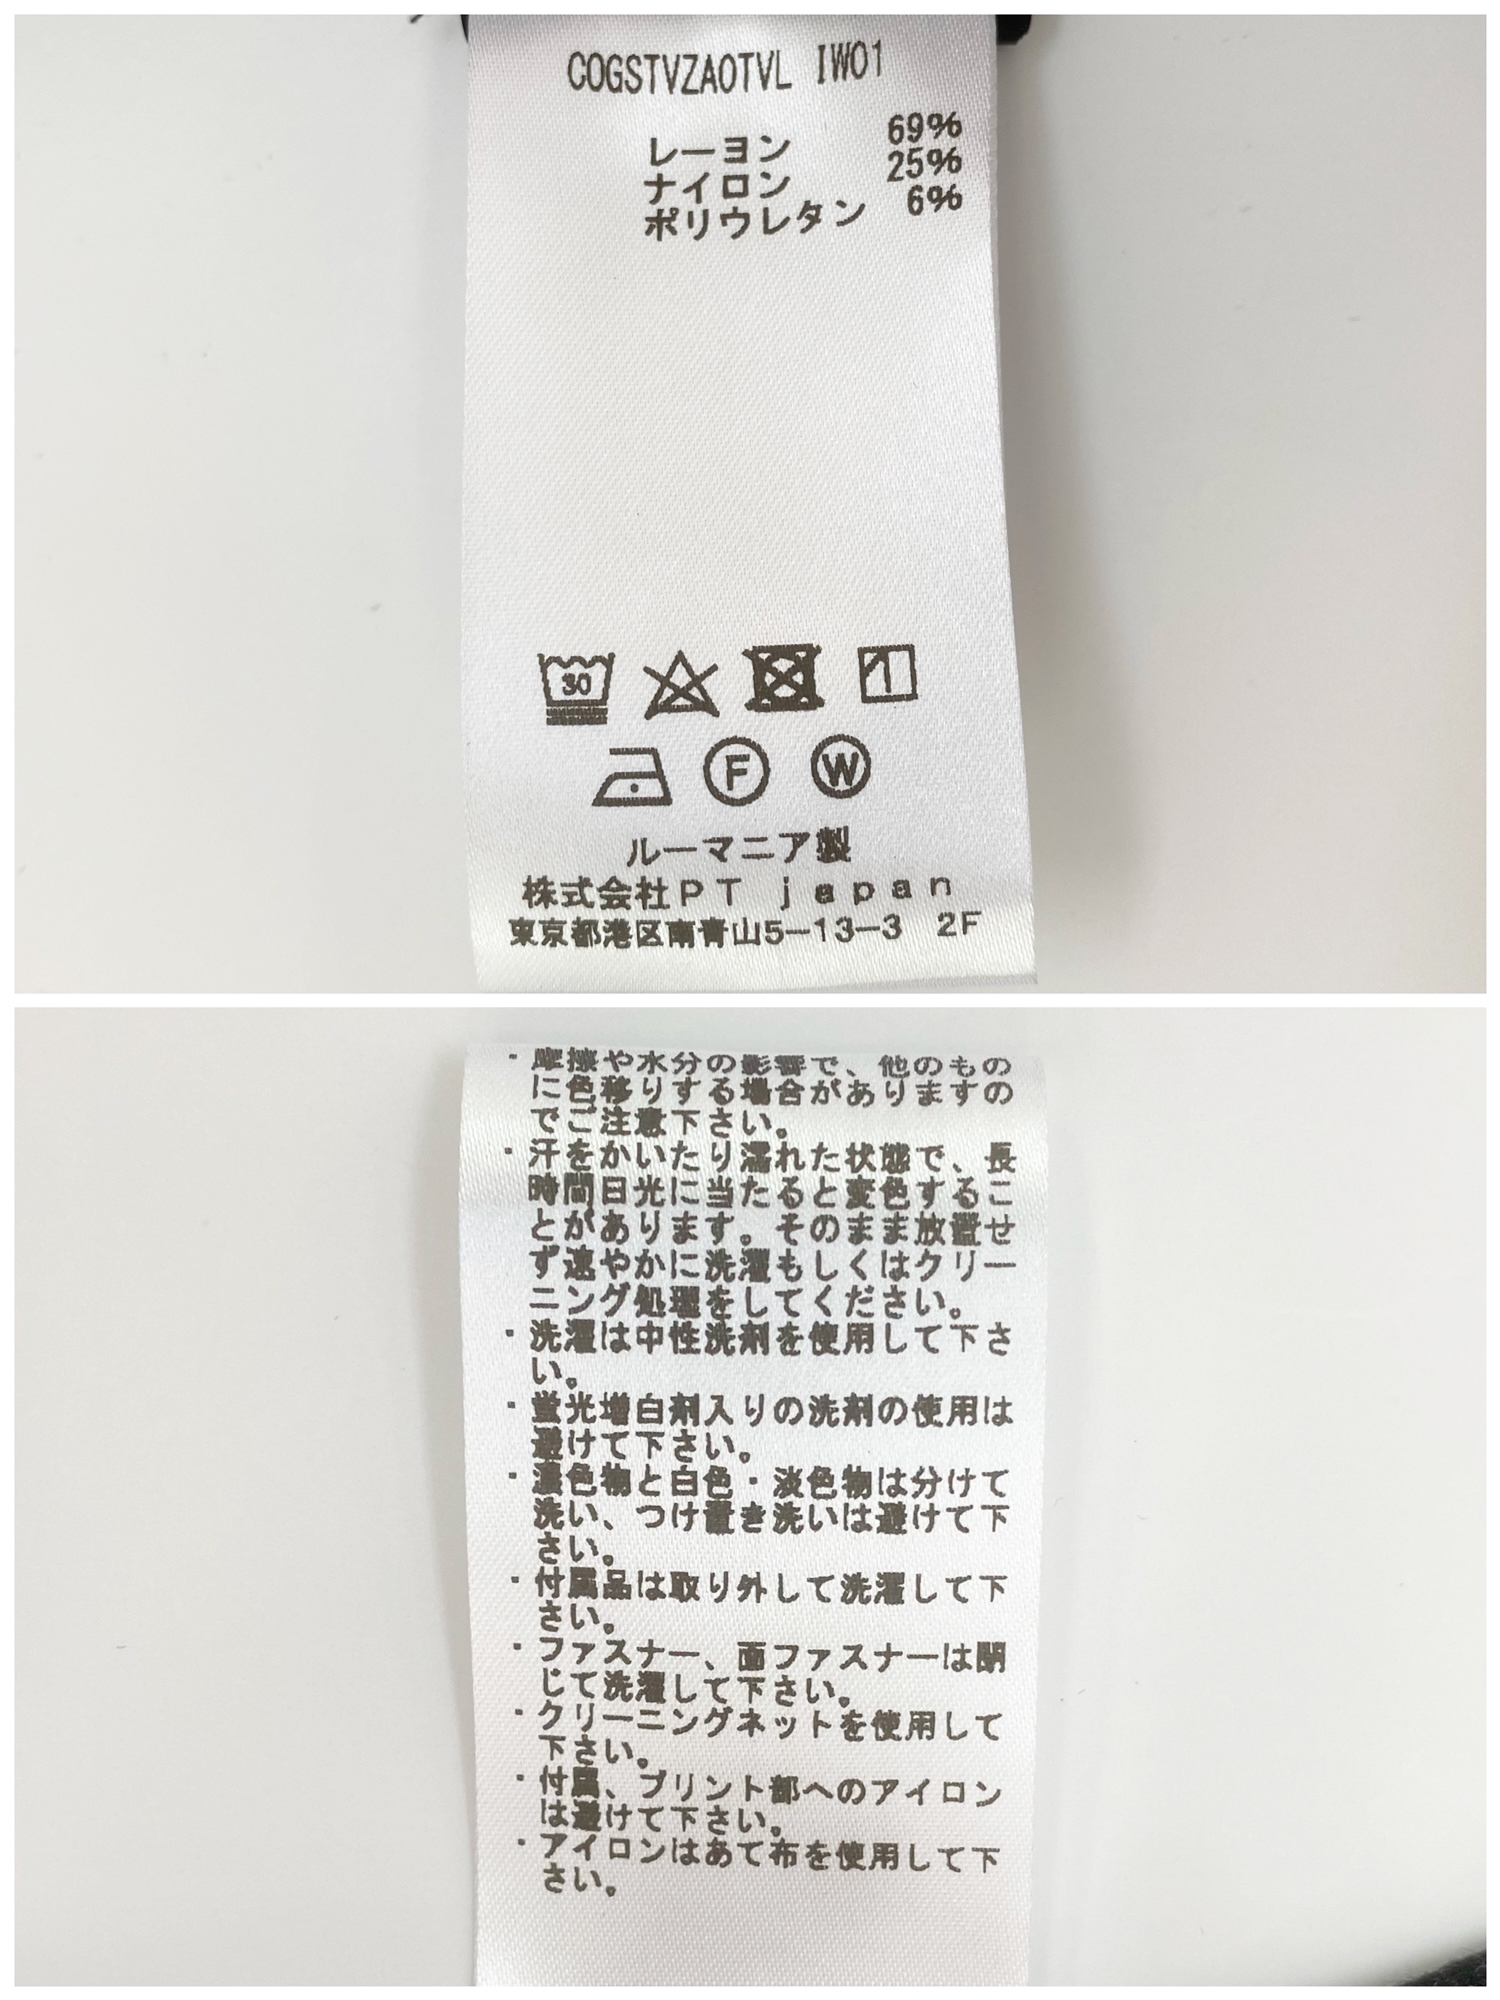 COGSTVZAOTVL IW01
レーヨン 69%
ナイロン 25%
ポリウレタン 6%
30
1
F W
ルーマニア製
株式会社PT japan
東京都港区南青山5-13-3 2F
・摩擦や水分の影響で、他のもの
に色移りする場合がありますの
でご注意下さい。
・汗をかいたり濡れた状態で、長
時間日光に当たると変色するこ
とがあります。そのまま放置せ
ず速やかに洗濯もしくはクリー
ニング処理をしてください。
・洗濯は中性洗剤を使用して下さ
い。
・蛍光増白剤入りの洗剤の使用は
避けて下さい。
・濃色物と白色・淡色物は分けて
洗い、つけ置き洗いは避けて下
さい。
・付属品は取り外して洗濯して下
さい。
・ファスナー、面ファスナーは閉
じて洗濯して下さい。
・クリーニングネットを使用して
下さい。
・付属、プリント部へのアイロン
は避けて下さい。
・アイロンはあて布を使用して下
さい。